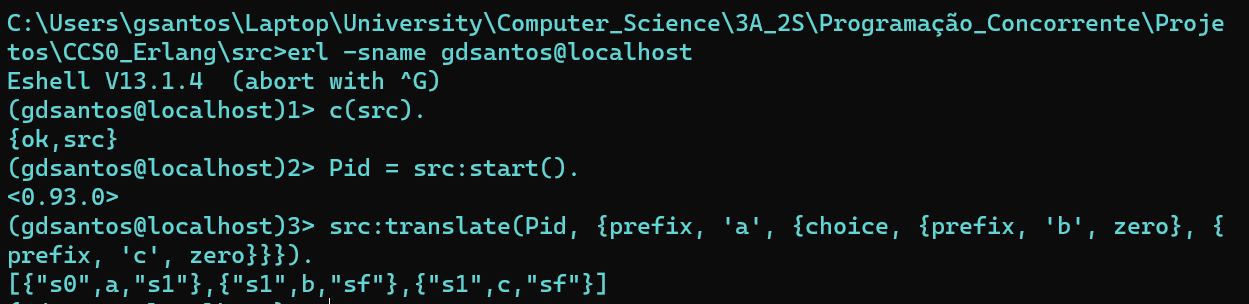 C:\Users\gsantos\Laptop\University\Computer_Science\3A_2S\Programação_Concorrente\Proje
tos\CCS0_Erlang\src>erl -sname gdsantos@localhost
Eshell V13.1.4  (abort with ^G)
(gdsantos@localhost)1> c(src).
{ok,src}
(gdsantos@localhost)2> Pid = src:start().
<0.93.0>
(gdsantos@localhost)3> src:translate(Pid, {prefix, 'a', {choice, {prefix, 'b', zero}, {
prefix, 'c', zero}}}).
[{"s0",a,"s1"},{"s1",b,"sf"},{"s1",c,"sf"}]